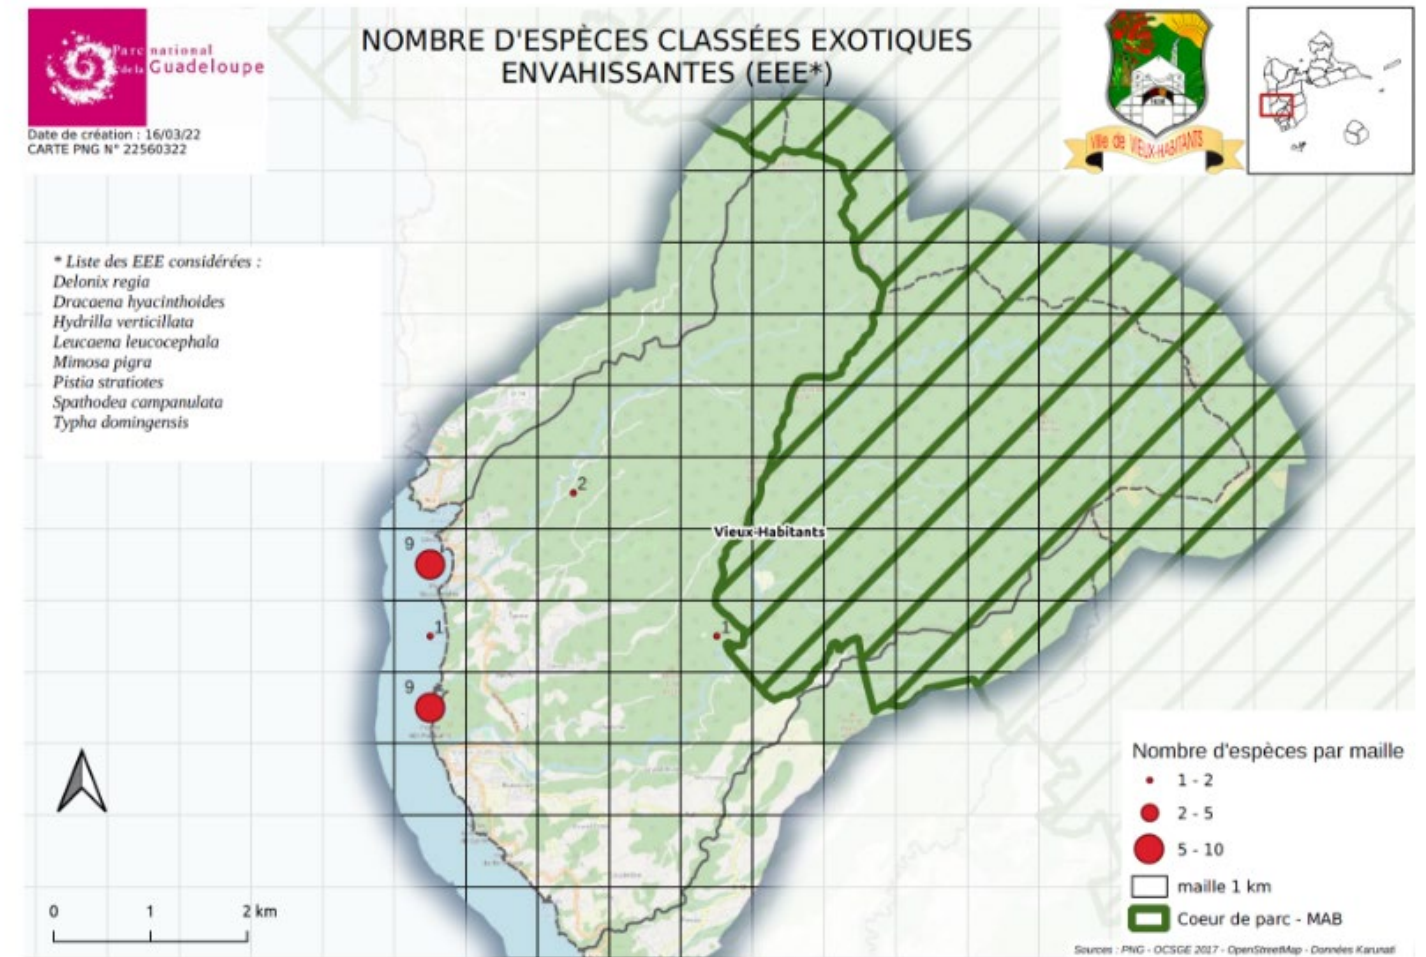 Parc national
de la Guadeloupe
Date de création : 16/03/22
CARTE PNG N° 22560322
NOMBRE D'ESPÈCES CLASSÉES EXOTIQUES
ENVAHISSANTES (EEE*)
1636
Ville de VIEUX-HABITANTS
* Liste des EEE considérées :
Delonix regia
Dracaena hyacinthoides
Hydrilla verticillata
Leucaena leucocephala
Mimosa pigra
Pistia stratiotes
Spathodea campanulata
Typha domingensis
2
Vieux-Habitants
9
1
1
9
Nombre d'espèces par maille
1 - 2
2 - 5
5 - 10
maille 1 km
Coeur de parc - MAB
0 1 2 km
Sources : PNG - OCSGE 2017 - OpenStreetMap - Données Karunati